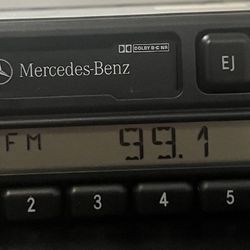 DOLBY B-C NR
Mercedes-Benz
EJ
FM 99.1
2 3 4 5